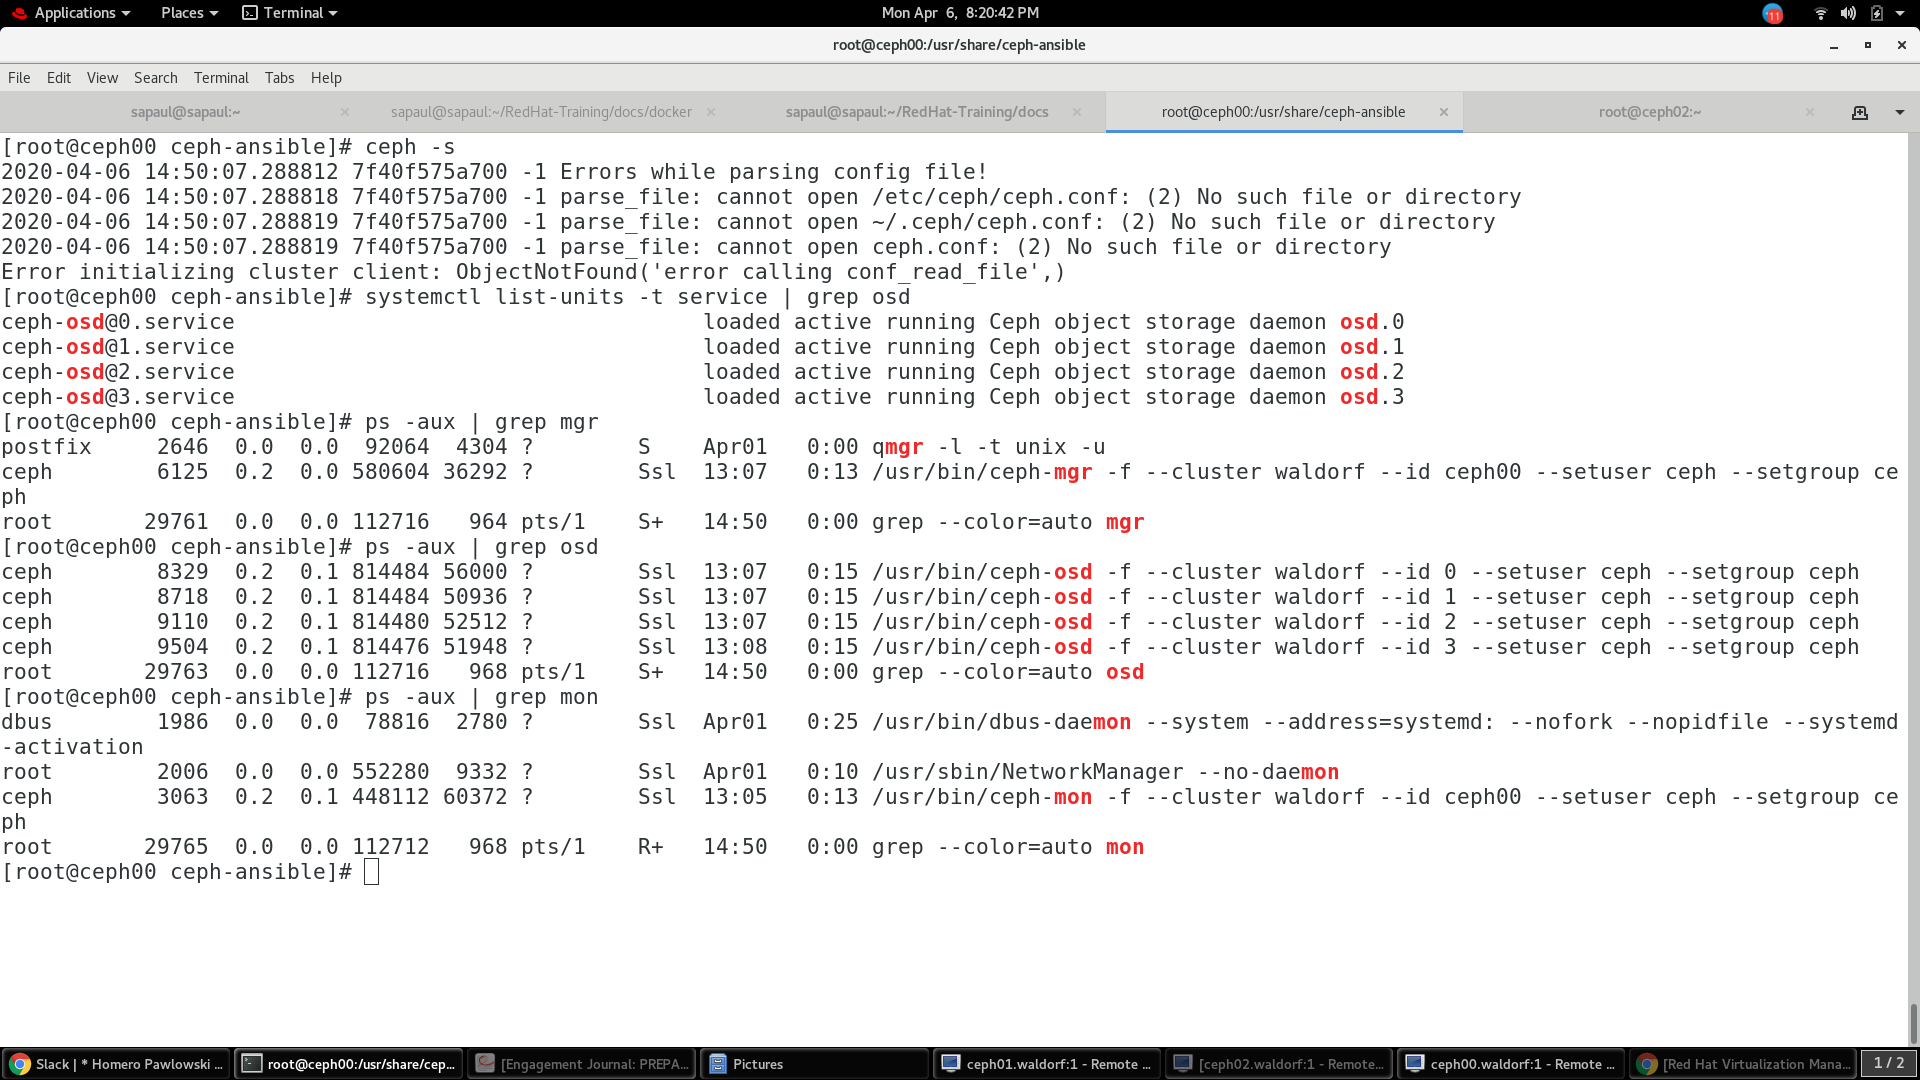 Applications Places Terminal Mon Apr 6, 8:20:42 PM 11
root@ceph00:/usr/share/ceph-ansible
File Edit View Search Terminal Tabs Help
sapaul@sapaul:~ sapaul@sapaul:~/RedHat-Training/docs/docker sapaul@sapaul:~/RedHat-Training/docs root@ceph00:/usr/share/ceph-ansible root@ceph02:~
[root@ceph00 ceph-ansible]# ceph -s
2020-04-06 14:50:07.288812 7f40f575a700 -1 Errors while parsing config file!
2020-04-06 14:50:07.288818 7f40f575a700 -1 parse_file: cannot open /etc/ceph/ceph.conf: (2) No such file or directory
2020-04-06 14:50:07.288819 7f40f575a700 -1 parse_file: cannot open ~/.ceph/ceph.conf: (2) No such file or directory
2020-04-06 14:50:07.288819 7f40f575a700 -1 parse_file: cannot open ceph.conf: (2) No such file or directory
Error initializing cluster client: ObjectNotFound('error calling conf_read_file',)
[root@ceph00 ceph-ansible]# systemctl list-units -t service | grep osd
ceph-osd@0.service loaded active running Ceph object storage daemon osd.0
ceph-osd@1.service loaded active running Ceph object storage daemon osd.1
ceph-osd@2.service loaded active running Ceph object storage daemon osd.2
ceph-osd@3.service loaded active running Ceph object storage daemon osd.3
[root@ceph00 ceph-ansible]# ps -aux | grep mgr
postfix 2646 0.0 0.0 92064 4304 ? S Apr01 0:00 qmgr -l -t unix -u
ceph 6125 0.2 0.0 580604 36292 ? Ssl 13:07 0:13 /usr/bin/ceph-mgr -f --cluster waldorf --id ceph00 --setuser ceph --setgroup ce
ph
root 29761 0.0 0.0 112716 964 pts/1 S+ 14:50 0:00 grep --color=auto mgr
[root@ceph00 ceph-ansible]# ps -aux | grep osd
ceph 8329 0.2 0.1 814484 56000 ? Ssl 13:07 0:15 /usr/bin/ceph-osd -f --cluster waldorf --id 0 --setuser ceph --setgroup ceph
ceph 8718 0.2 0.1 814484 50936 ? Ssl 13:07 0:15 /usr/bin/ceph-osd -f --cluster waldorf --id 1 --setuser ceph --setgroup ceph
ceph 9110 0.2 0.1 814480 52512 ? Ssl 13:07 0:15 /usr/bin/ceph-osd -f --cluster waldorf --id 2 --setuser ceph --setgroup ceph
ceph 9504 0.2 0.1 814476 51948 ? Ssl 13:08 0:15 /usr/bin/ceph-osd -f --cluster waldorf --id 3 --setuser ceph --setgroup ceph
root 29763 0.0 0.0 112716 968 pts/1 S+ 14:50 0:00 grep --color=auto osd
[root@ceph00 ceph-ansible]# ps -aux | grep mon
dbus 1986 0.0 0.0 78816 2780 ? Ssl Apr01 0:25 /usr/bin/dbus-daemon --system --address=systemd: --nofork --nopidfile --systemd
-activation
root 2006 0.0 0.0 552280 9332 ? Ssl Apr01 0:10 /usr/sbin/NetworkManager --no-daemon
ceph 3063 0.2 0.1 448112 60372 ? Ssl 13:05 0:13 /usr/bin/ceph-mon -f --cluster waldorf --id ceph00 --setuser ceph --setgroup ce
ph
root 29765 0.0 0.0 112712 968 pts/1 R+ 14:50 0:00 grep --color=auto mon
[root@ceph00 ceph-ansible]#
Slack | * Homero Pawlowski ... root@ceph00:/usr/share/cep... [Engagement Journal: PREPA... Pictures ceph01.waldorf:1 - Remote ... [ceph02.waldorf:1 - Remote... ceph00.waldorf:1 - Remote ... [Red Hat Virtualization Mana... 1 / 2